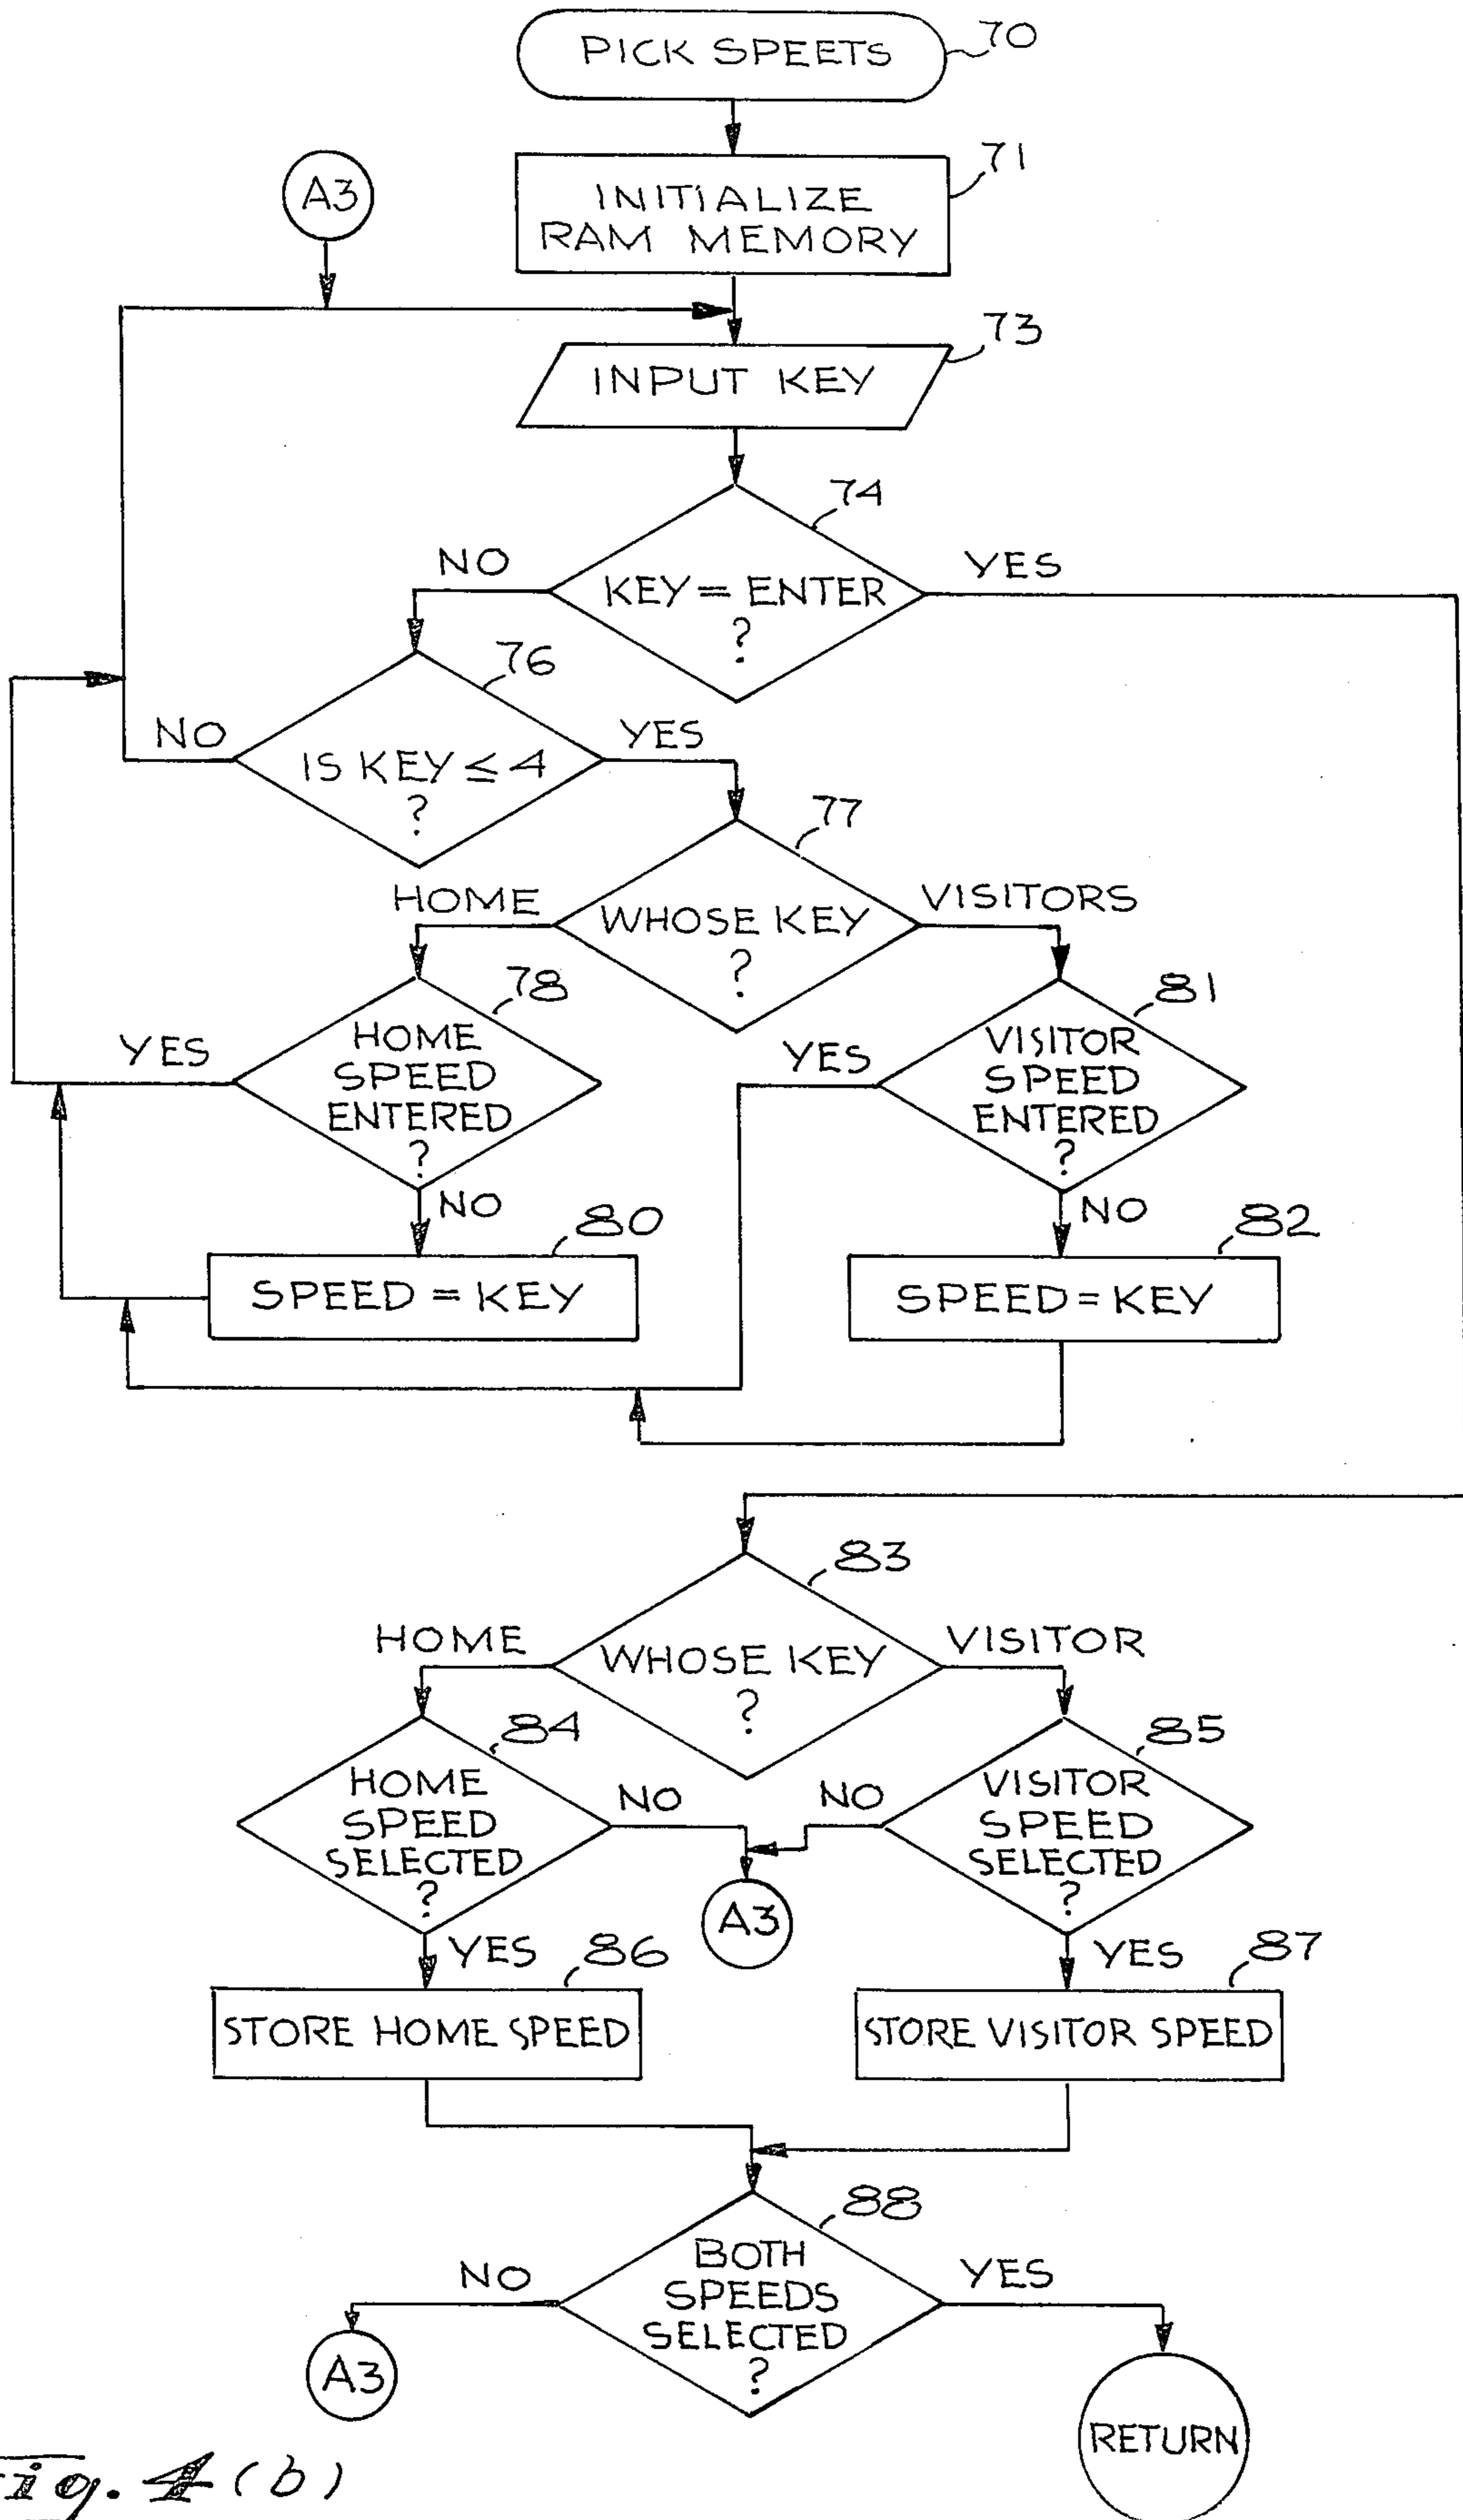 PICK SPEETS
70
71
A3
INITIALIZE
RAM MEMORY
73
INPUT KEY
74
NO
YES
KEY = ENTER
?
76
NO
YES
IS KEY ≤ 4
?
77
HOME
VISITORS
WHOSE KEY
?
78
81
YES
HOME
SPEED
ENTERED
?
YES
VISITOR
SPEED
ENTERED
?
NO
80
NO
82
SPEED = KEY
SPEED = KEY
83
HOME
VISITOR
WHOSE KEY
?
84
85
HOME
SPEED
SELECTED
?
NO
NO
VISITOR
SPEED
SELECTED
?
A3
YES
86
YES
87
STORE HOME SPEED
STORE VISITOR SPEED
88
NO
YES
BOTH
SPEEDS
SELECTED
?
A3
RETURN
Fig. 4 (b)